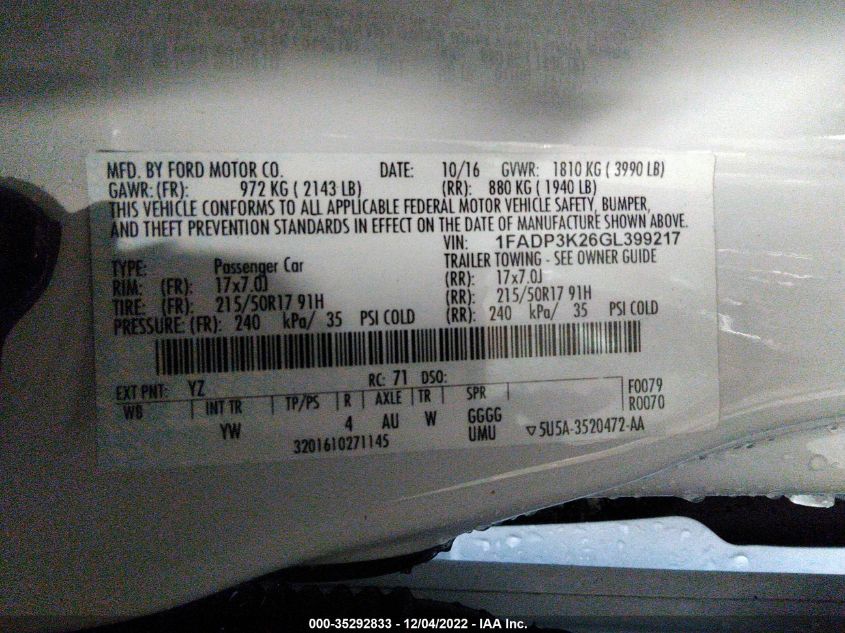 MFD. BY FORD MOTOR CO. DATE: 10/16 GVWR: 1810 KG ( 3990 LB)
GAWR: (FR): 972 KG ( 2143 LB) (RR): 880 KG ( 1940 LB)
THIS VEHICLE CONFORMS TO ALL APPLICABLE FEDERAL MOTOR VEHICLE SAFETY, BUMPER,
AND THEFT PREVENTION STANDARDS IN EFFECT ON THE DATE OF MANUFACTURE SHOWN ABOVE.
VIN: 1FADP3K26GL399217
TYPE: Passenger Car TRAILER TOWING - SEE OWNER GUIDE
RIM: (FR): 17x7.0J (RR): 17x7.0J
TIRE: (FR): 215/50R17 91H (RR): 215/50R17 91H
PRESSURE: (FR): 240 kPa/ 35 PSI COLD (RR): 240 kPa/ 35 PSI COLD
EXT PNT: YZ RC: 71 DSO: F0079
WB INT TR TP/PS R AXLE TR SPR R0070
YW 4 AU W GGGG
UMU ▽5U5A-3520472-AA
3201610271145
000-35292833 - 12/04/2022 - IAA Inc.